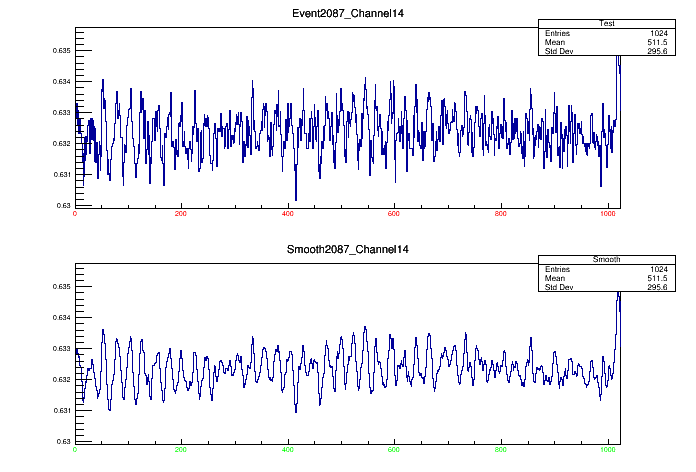 Event2087_Channel14
Test
Entries 1024
Mean 511.5
Std Dev 295.6
0.635
0.634
0.633
0.632
0.631
0.63
0 200 400 600 800 1000
Smooth2087_Channel14
Smooth
Entries 1024
Mean 511.5
Std Dev 295.6
0.635
0.634
0.633
0.632
0.631
0.63
0 200 400 600 800 1000